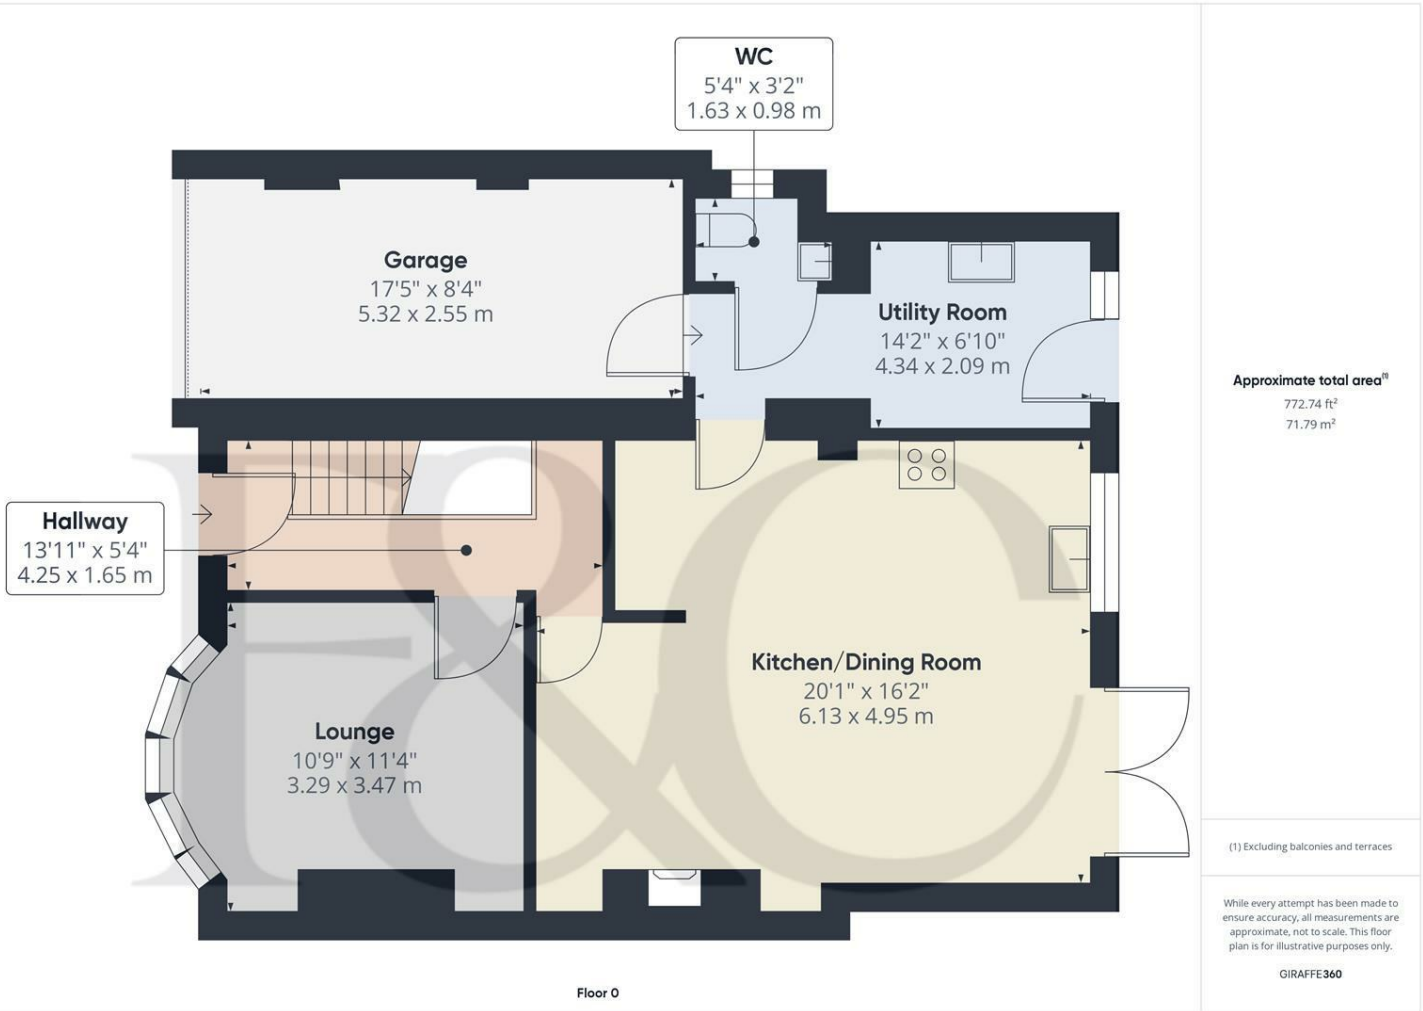 WC
5'4" x 3'2"
1.63 x 0.98 m
Garage
17'5" x 8'4"
5.32 x 2.55 m
Utility Room
14'2" x 6'10"
4.34 x 2.09 m
Hallway
13'11" x 5'4"
4.25 x 1.65 m
Kitchen/Dining Room
20'1" x 16'2"
6.13 x 4.95 m
Lounge
10'9" x 11'4"
3.29 x 3.47 m
F&C
Floor 0
Approximate total area(1)
772.74 ft²
71.79 m²
(1) Excluding balconies and terraces
While every attempt has been made to
ensure accuracy, all measurements are
approximate, not to scale. This floor
plan is for illustrative purposes only.
GIRAFFE360